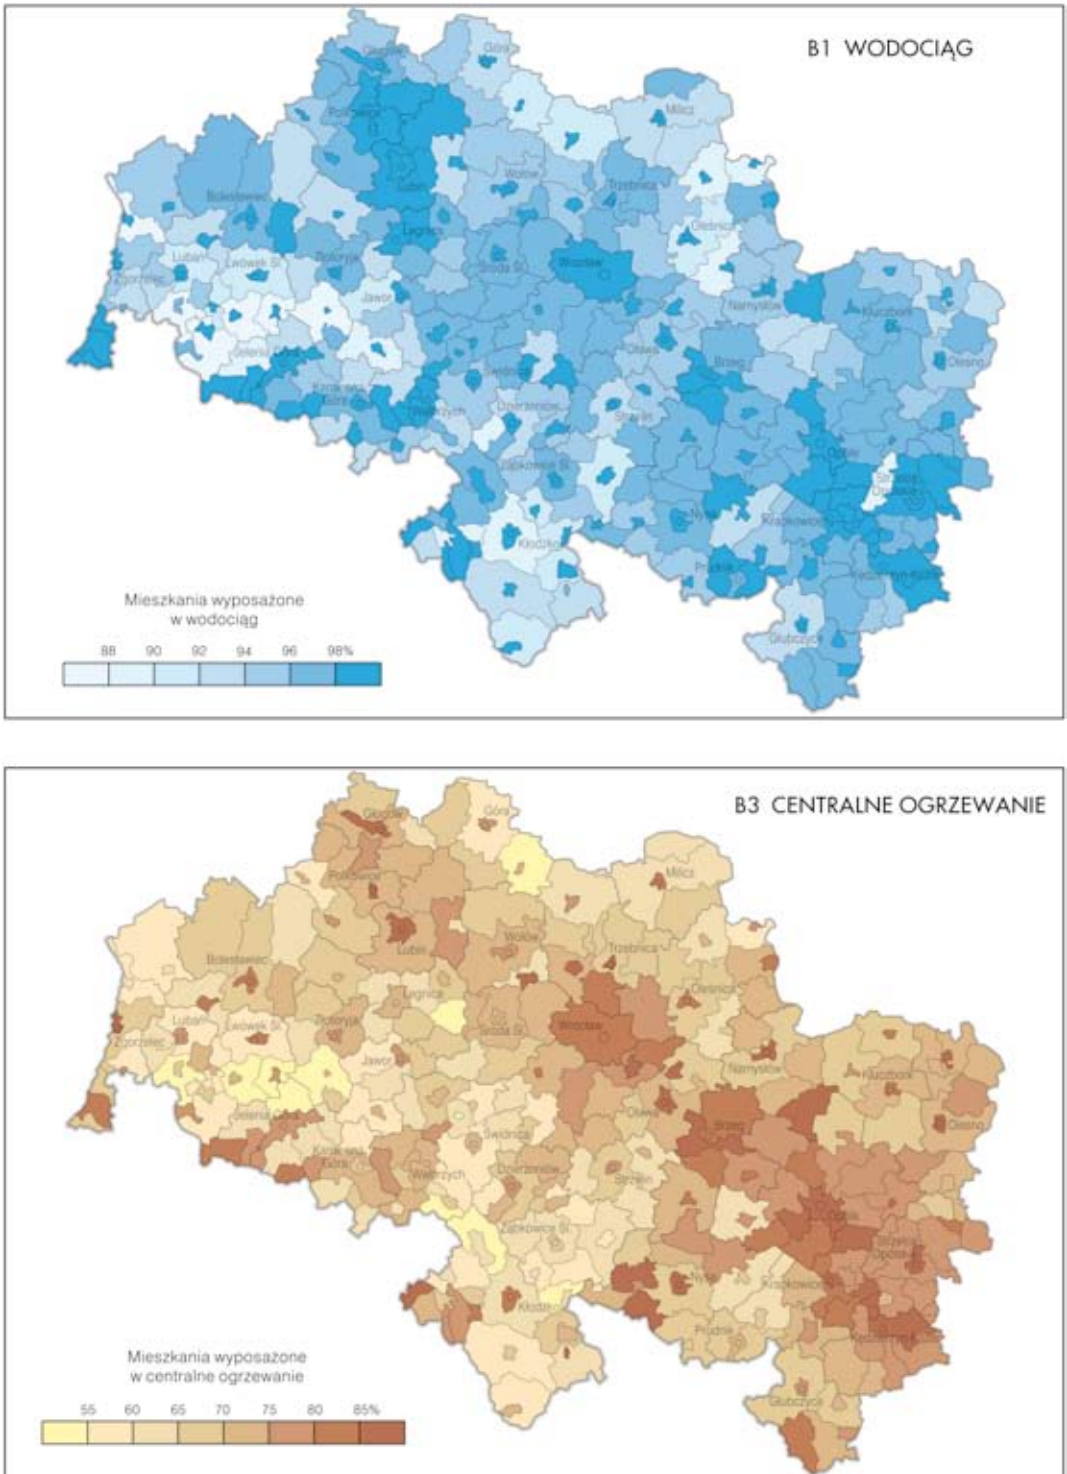 B1 WODOCIĄG
Góra
Polkowice
Milicz
Wołów
Trzebnica
Bolesławiec
Lubin
Oleśnica
Legnica
Lubań
Lwówek Śl.
Złotoryja
Środa Śl.
Wrocław
Zgorzelec
Jawor
Namysłów
Kluczbork
Jelenia Góra
Oława
Brzeg
Olesno
Świdnica
Kamienna
Góra
Wałbrzych
Dzierżoniów
Strzelin
Opole
Ząbkowice Śl.
Strzelce
Opolskie
Nysa
Krapkowice
Kłodzko
Prudnik
Głubczyce
Mieszkania wyposażone
w wodociąg
88 90 92 94 96 98%
B3 CENTRALNE OGRZEWANIE
Góra
Głogów
Polkowice
Milicz
Wołów
Trzebnica
Lubin
Bolesławiec
Oleśnica
Legnica
Lubań
Lwówek Śl.
Złotoryja
Środa Śl.
Wrocław
Zgorzelec
Jawor
Namysłów
Kluczbork
Jelenia Góra
Oława
Brzeg
Olesno
Świdnica
Kamienna
Góra
Wałbrzych
Dzierżoniów
Strzelin
Opole
Ząbkowice Śl.
Strzelce
Opolskie
Nysa
Krapkowice
Kłodzko
Prudnik
Głubczyce
Mieszkania wyposażone
w centralne ogrzewanie
55 60 65 70 75 80 85%